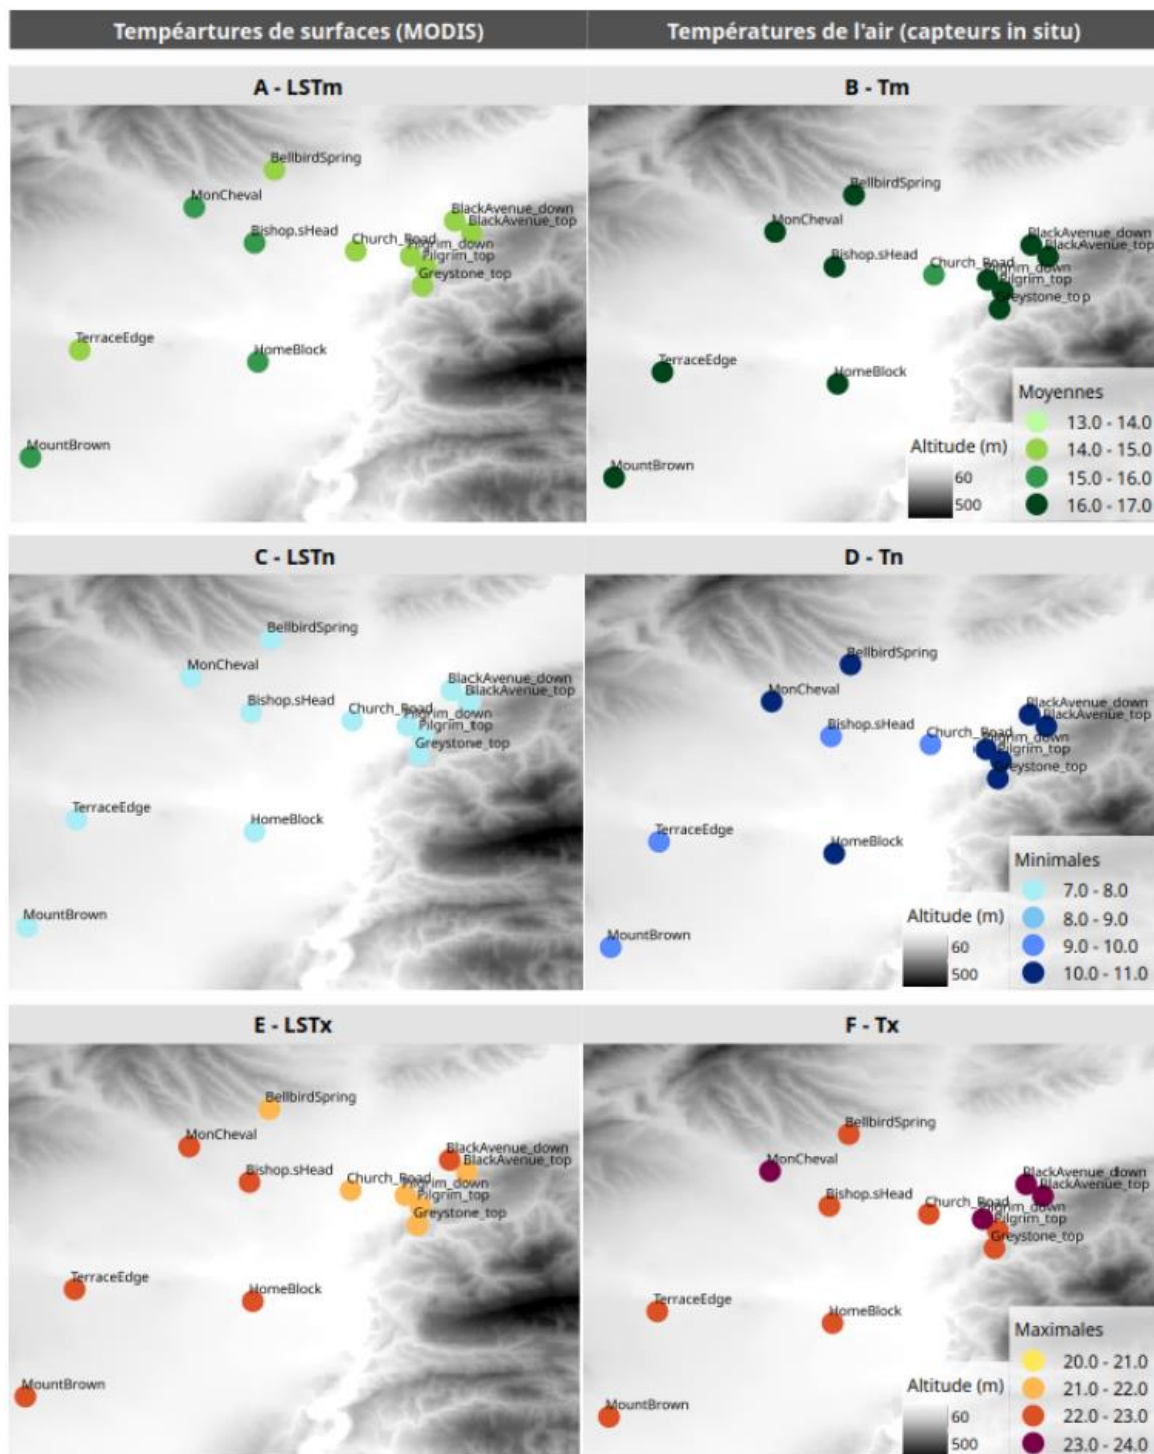 Tempéartures de surfaces (MODIS)
Températures de l'air (capteurs in situ)
A - LSTm
B - Tm
BellbirdSpring
MonCheval
Bishop.sHead
Church_Road
BlackAvenue_down
BlackAvenue_top
Pilgrim_down
Pilgrim_top
Greystone_top
TerraceEdge
HomeBlock
MountBrown
BellbirdSpring
MonCheval
Bishop.sHead
Church_Road
BlackAvenue_down
BlackAvenue_top
Pilgrim_down
Pilgrim_top
Greystone_top
TerraceEdge
HomeBlock
MountBrown
Altitude (m)
60
500
Moyennes
13.0 - 14.0
14.0 - 15.0
15.0 - 16.0
16.0 - 17.0
C - LSTn
D - Tn
BellbirdSpring
MonCheval
Bishop.sHead
Church_Road
BlackAvenue_down
BlackAvenue_top
Pilgrim_down
Pilgrim_top
Greystone_top
TerraceEdge
HomeBlock
MountBrown
BellbirdSpring
MonCheval
Bishop.sHead
Church_Road
BlackAvenue_down
BlackAvenue_top
Pilgrim_down
Pilgrim_top
Greystone_top
TerraceEdge
HomeBlock
MountBrown
Altitude (m)
60
500
Minimales
7.0 - 8.0
8.0 - 9.0
9.0 - 10.0
10.0 - 11.0
E - LSTx
F - Tx
BellbirdSpring
MonCheval
Bishop.sHead
Church_Road
BlackAvenue_down
BlackAvenue_top
Pilgrim_down
Pilgrim_top
Greystone_top
TerraceEdge
HomeBlock
MountBrown
BellbirdSpring
MonCheval
Bishop.sHead
Church_Road
BlackAvenue_down
BlackAvenue_top
Pilgrim_down
Pilgrim_top
Greystone_top
TerraceEdge
HomeBlock
MountBrown
Altitude (m)
60
500
Maximales
20.0 - 21.0
21.0 - 22.0
22.0 - 23.0
23.0 - 24.0